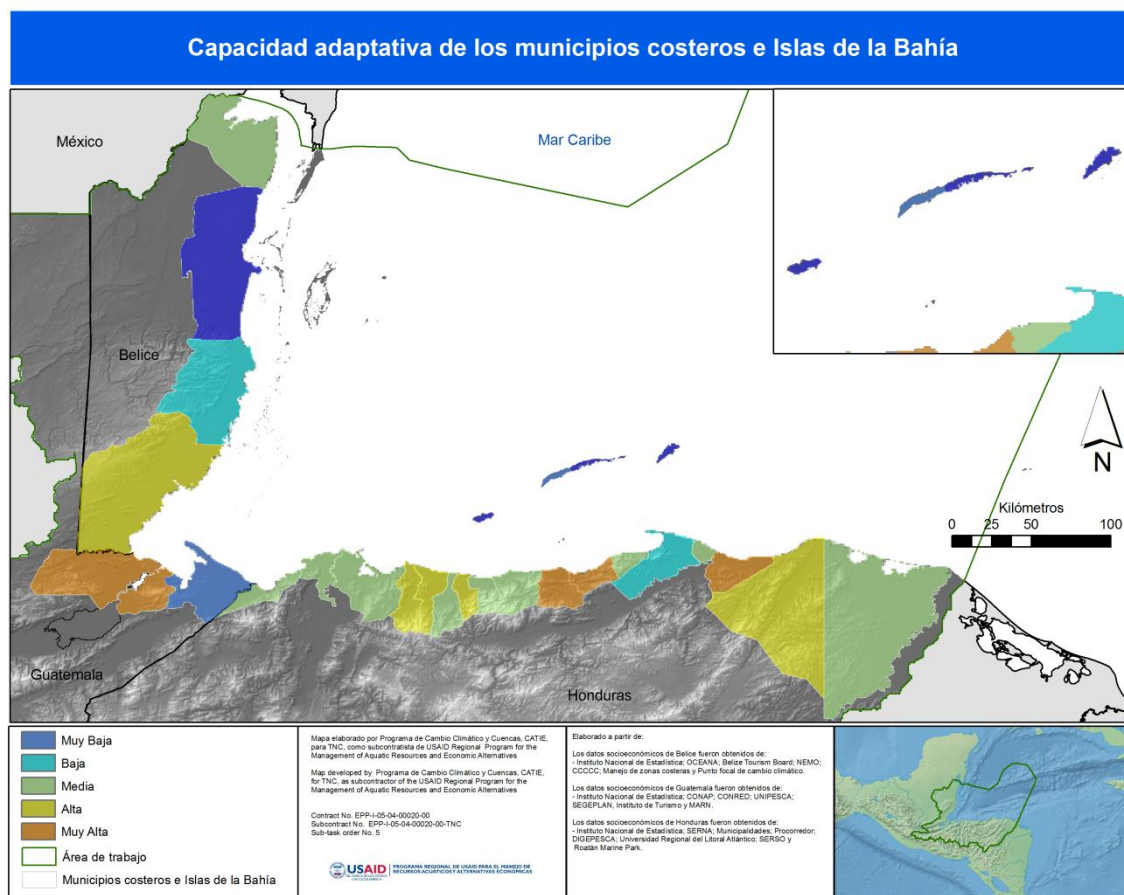 Capacidad adaptativa de los municipios costeros e Islas de la Bahía
México
Mar Caribe
Belice
N
Kilómetros
0 25 50 100
Guatemala
Honduras
Muy Baja
Baja
Media
Alta
Muy Alta
Área de trabajo
Municipios costeros e Islas de la Bahía
Mapa elaborado por Programa de Cambio Climático y Cuencas, CATIE,
para TNC, como subcontratista de USAID Regional Program for the
Management of Aquatic Resources and Economic Alternatives
Map developed by Programa de Cambio Climático y Cuencas, CATIE,
for TNC, as subcontractor of the USAID Regional Program for the
Management of Aquatic Resources and Economic Alternatives
Contract No. EPP-I-05-04-00020-00
Subcontract No. EPP-I-05-04-00020-00-TNC
Sub-task order No. 5
USAID
PROGRAMA REGIONAL DE USAID PARA EL MANEJO DE
RECURSOS ACUÁTICOS Y ALTERNATIVAS ECONÓMICAS
Elaborado a partir de:
Los datos socioeconómicos de Belice fueron obtenidos de:
- Instituto Nacional de Estadística; OCEANA; Belize Tourism Board; NEMO;
CCCCC; Manejo de zonas costeras y Punto focal de cambio climático.
Los datos socioeconómicos de Guatemala fueron obtenidos de:
- Instituto Nacional de Estadística; CONAP; CONRED; UNIPESCA;
SEGEPLAN, Instituto de Turismo y MARN.
Los datos socioeconómicos de Honduras fueron obtenidos de:
- Instituto Nacional de Estadística; SERNA; Municipalidades; Procorredor;
DIGEPESCA; Universidad Regional del Litoral Atlántico; SERSO y
Roatán Marine Park.